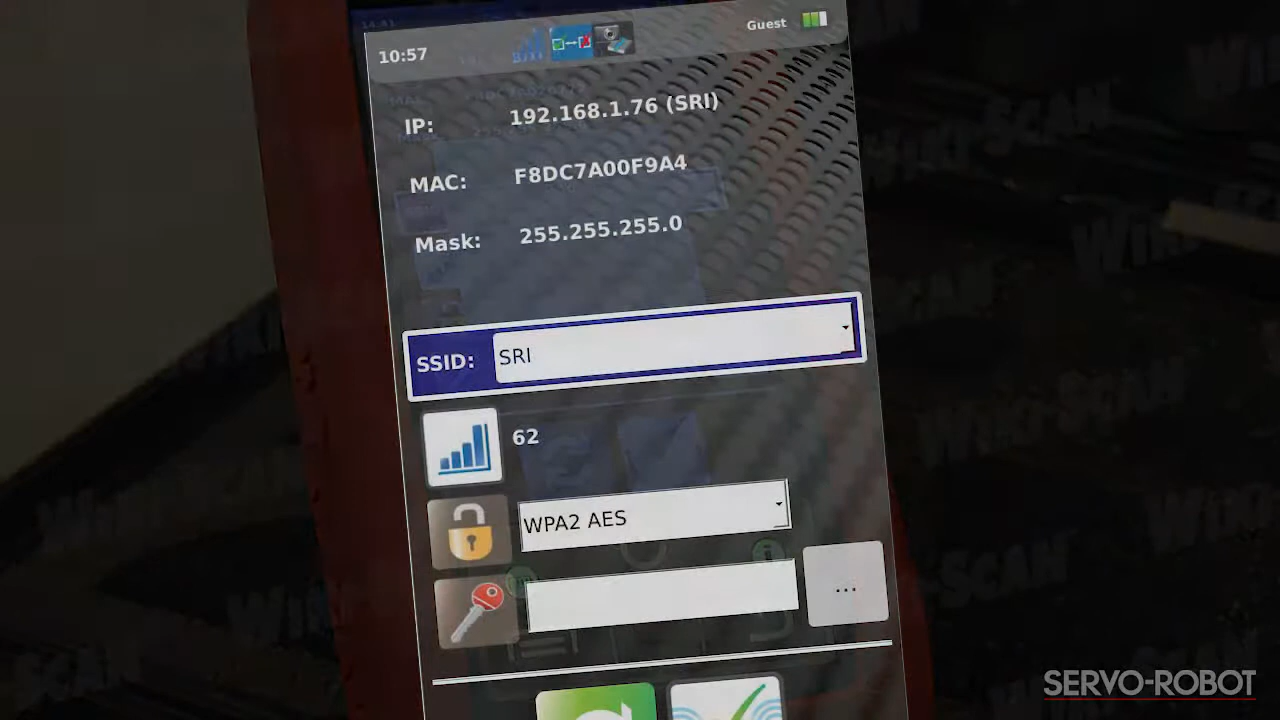 10:57
Guest
IP: 192.168.1.76 (SRI)
MAC: F8DC7A00F9A4
Mask: 255.255.255.0
SSID: SRI
62
WPA2 AES
...
SERVO-ROBOT